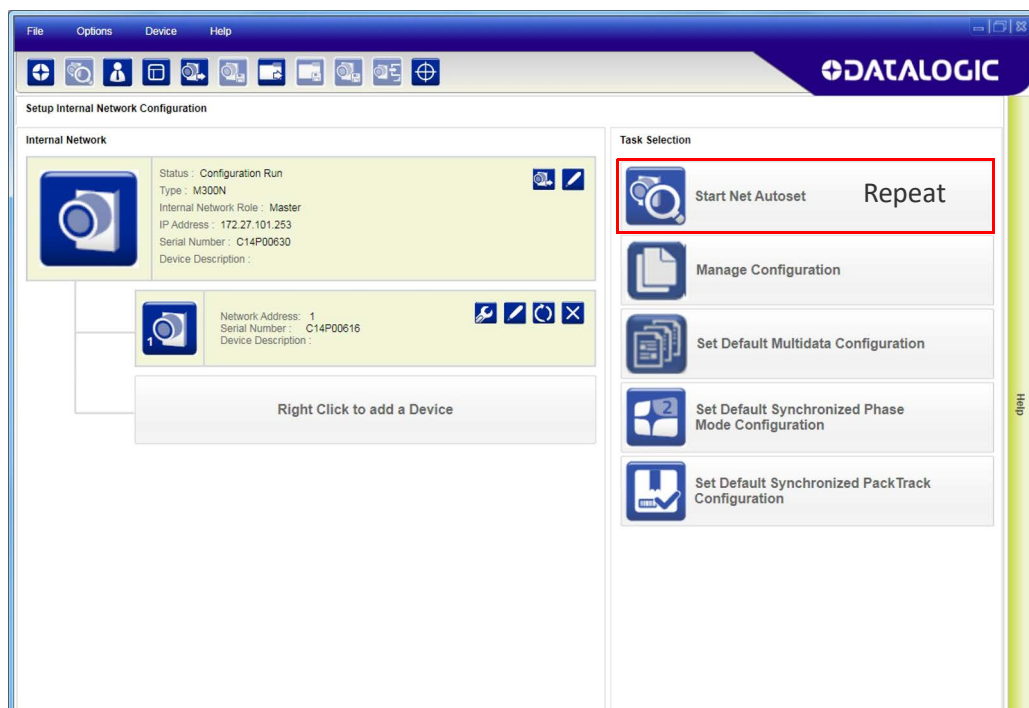 File Options Device Help
DATALOGIC
Setup Internal Network Configuration
Internal Network
Status : Configuration Run
Type : M300N
Internal Network Role : Master
IP Address : 172.27.101.253
Serial Number : C14P00630
Device Description :
1
Network Address: 1
Serial Number : C14P00616
Device Description :
Right Click to add a Device
Task Selection
Start Net Autoset Repeat
Manage Configuration
Set Default Multidata Configuration
2
Set Default Synchronized Phase
Mode Configuration
Set Default Synchronized PackTrack
Configuration
Help